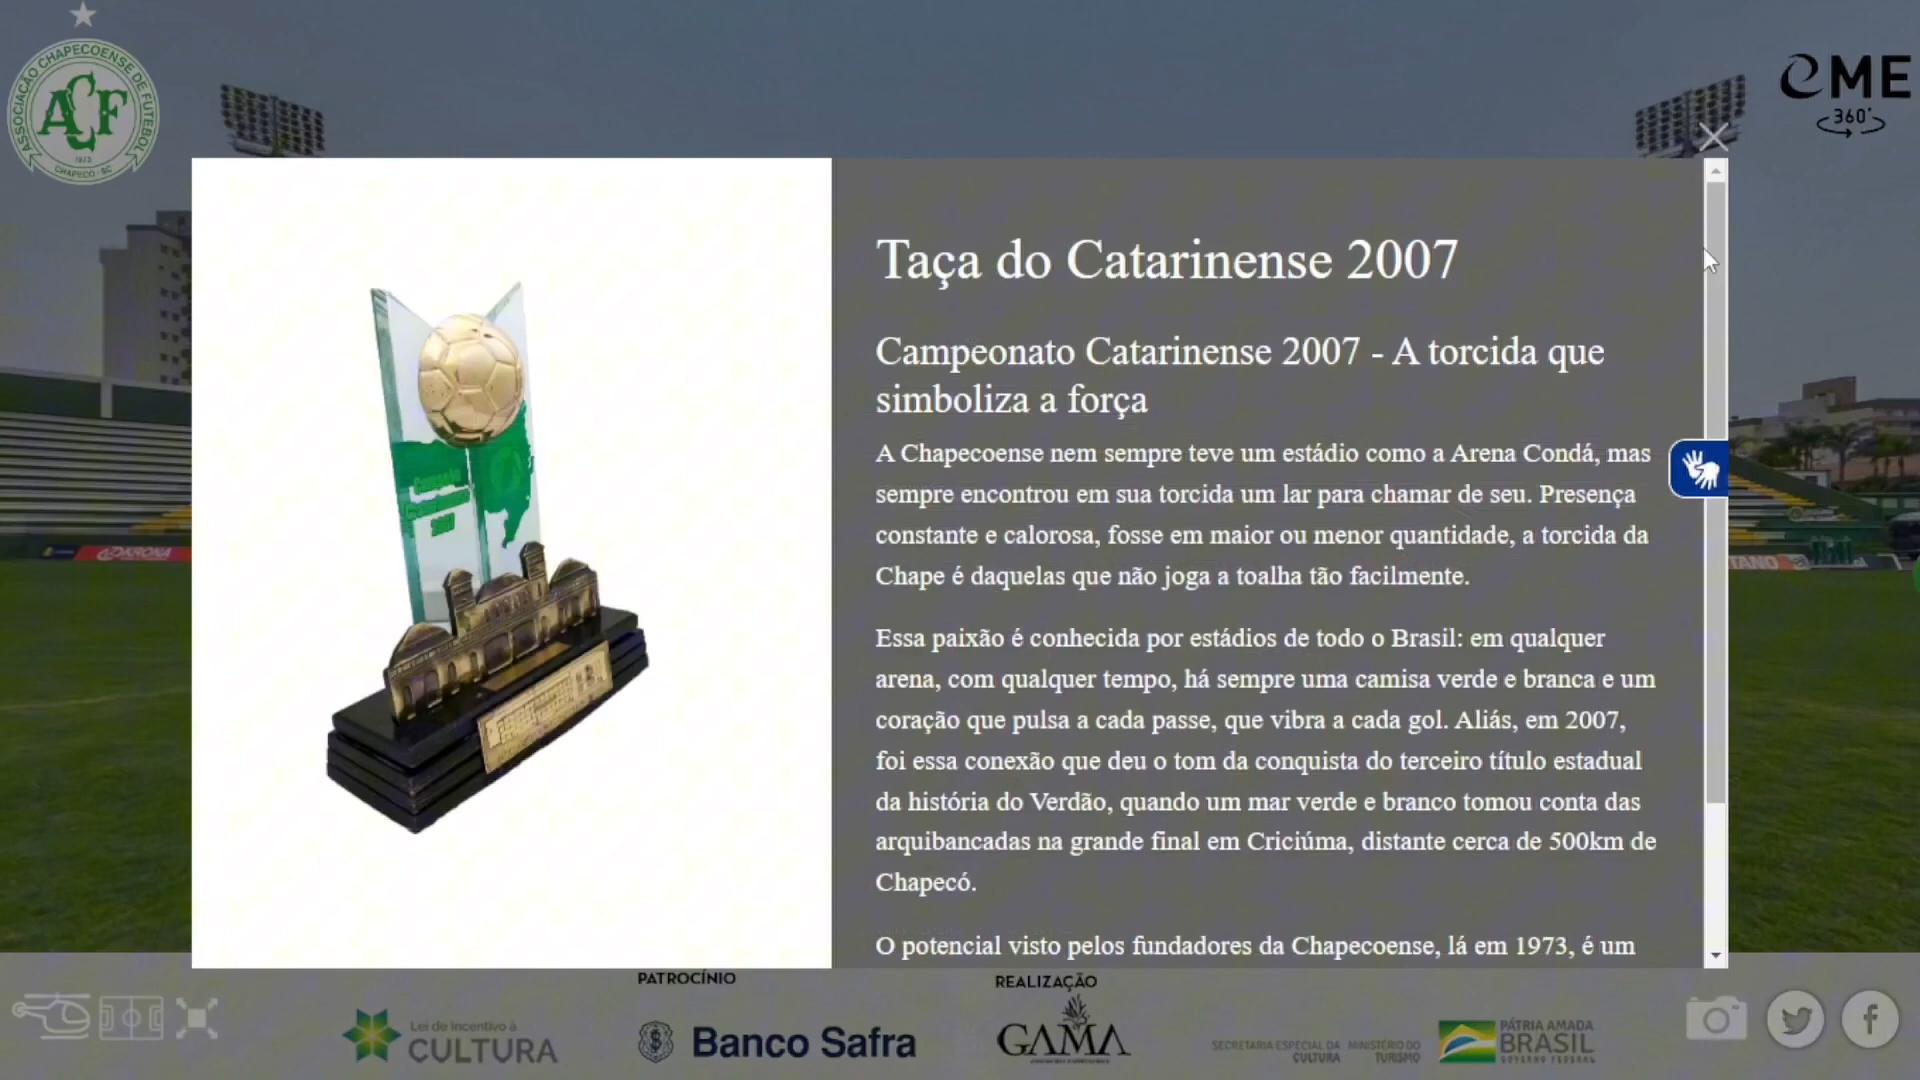 ASSOCIAÇÃO CHAPECOENSE DE FUTEBOL
ACF
1973
CHAPECÓ - SC
eME
360°
Taça do Catarinense 2007
Campeonato Catarinense 2007 - A torcida que
simboliza a força
A Chapecoense nem sempre teve um estádio como a Arena Condá, mas
sempre encontrou em sua torcida um lar para chamar de seu. Presença
constante e calorosa, fosse em maior ou menor quantidade, a torcida da
Chape é daquelas que não joga a toalha tão facilmente.
Essa paixão é conhecida por estádios de todo o Brasil: em qualquer
arena, com qualquer tempo, há sempre uma camisa verde e branca e um
coração que pulsa a cada passe, que vibra a cada gol. Aliás, em 2007,
foi essa conexão que deu o tom da conquista do terceiro título estadual
da história do Verdão, quando um mar verde e branco tomou conta das
arquibancadas na grande final em Criciúma, distante cerca de 500km de
Chapecó.
O potencial visto pelos fundadores da Chapecoense, lá em 1973, é um
PATROCÍNIO
REALIZAÇÃO
Lei de Incentivo à
CULTURA
Banco Safra
GAMA
SECRETARIA ESPECIAL DA
CULTURA
MINISTÉRIO DO
TURISMO
PÁTRIA AMADA
BRASIL
GOVERNO FEDERAL